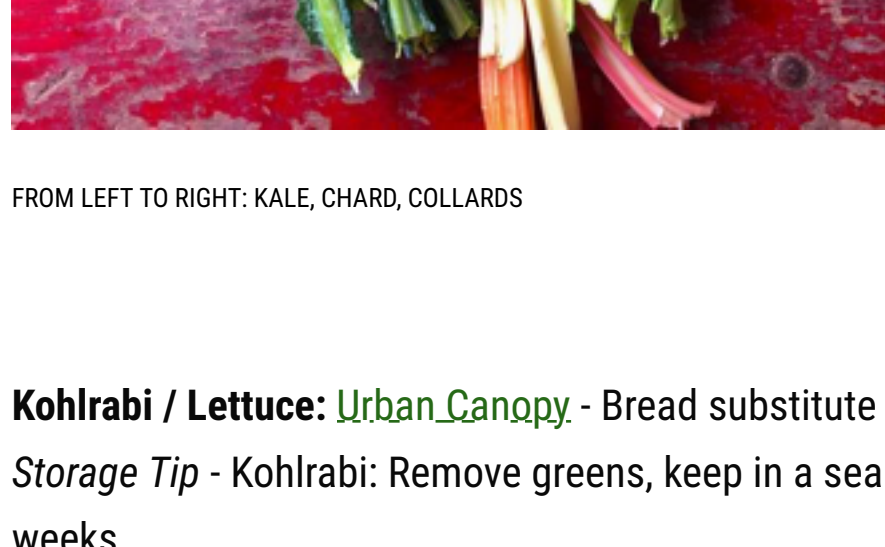 FROM LEFT TO RIGHT: KALE, CHARD, COLLARDS
Kohlrabi / Lettuce: Urban Canopy - Bread substitute
Storage Tip - Kohlrabi: Remove greens, keep in a sea
weeks